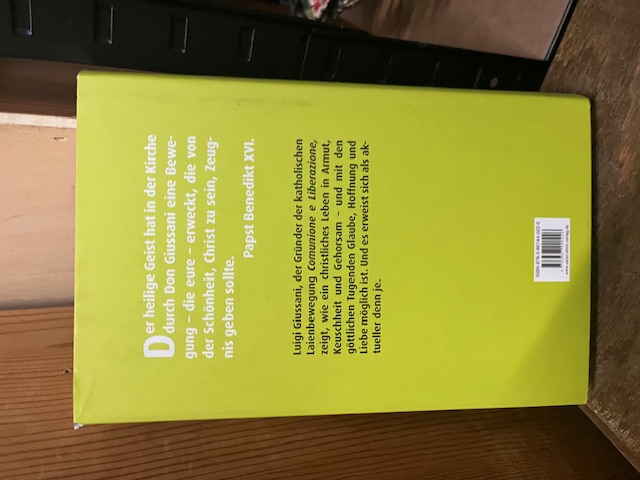 Der heilige Geist hat in der Kirche
durch Don Giussani eine Bewe-
gung – die eure – erweckt, die von
der Schönheit, Christ zu sein, Zeug-
nis geben sollte.
Papst Benedikt XVI.
Luigi Giussani, der Gründer der katholischen
Laienbewegung Comunione e Liberazione,
zeigt, wie ein christliches Leben in Armut,
Keuschheit und Gehorsam – und mit den
göttlichen Tugenden Glaube, Hoffnung und
Liebe möglich ist. Und es erweist sich als ak-
tueller denn je.